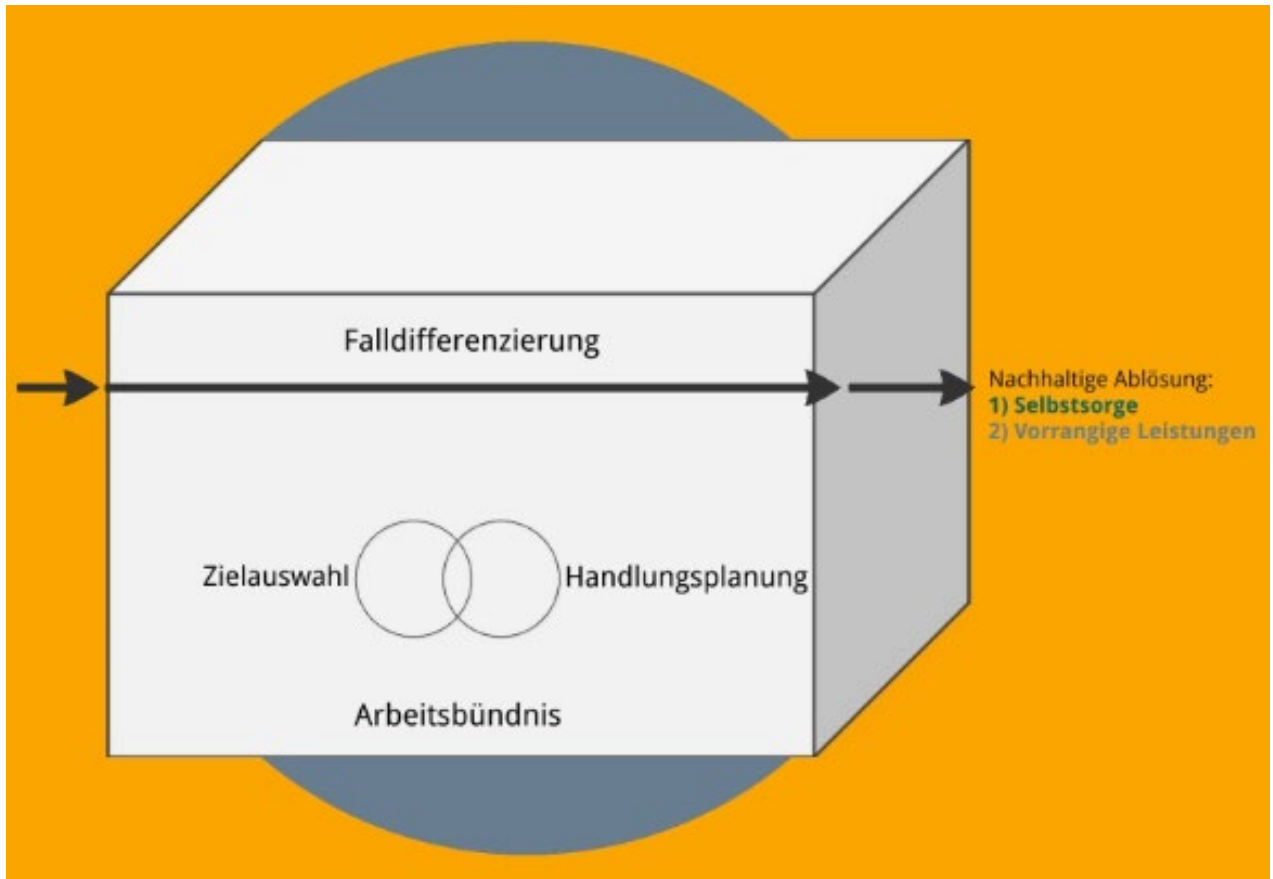 Falldifferenzierung
Nachhaltige Ablösung:
1) Selbstsorge
2) Vorrangige Leistungen
Zielauswahl
Handlungsplanung
Arbeitsbündnis